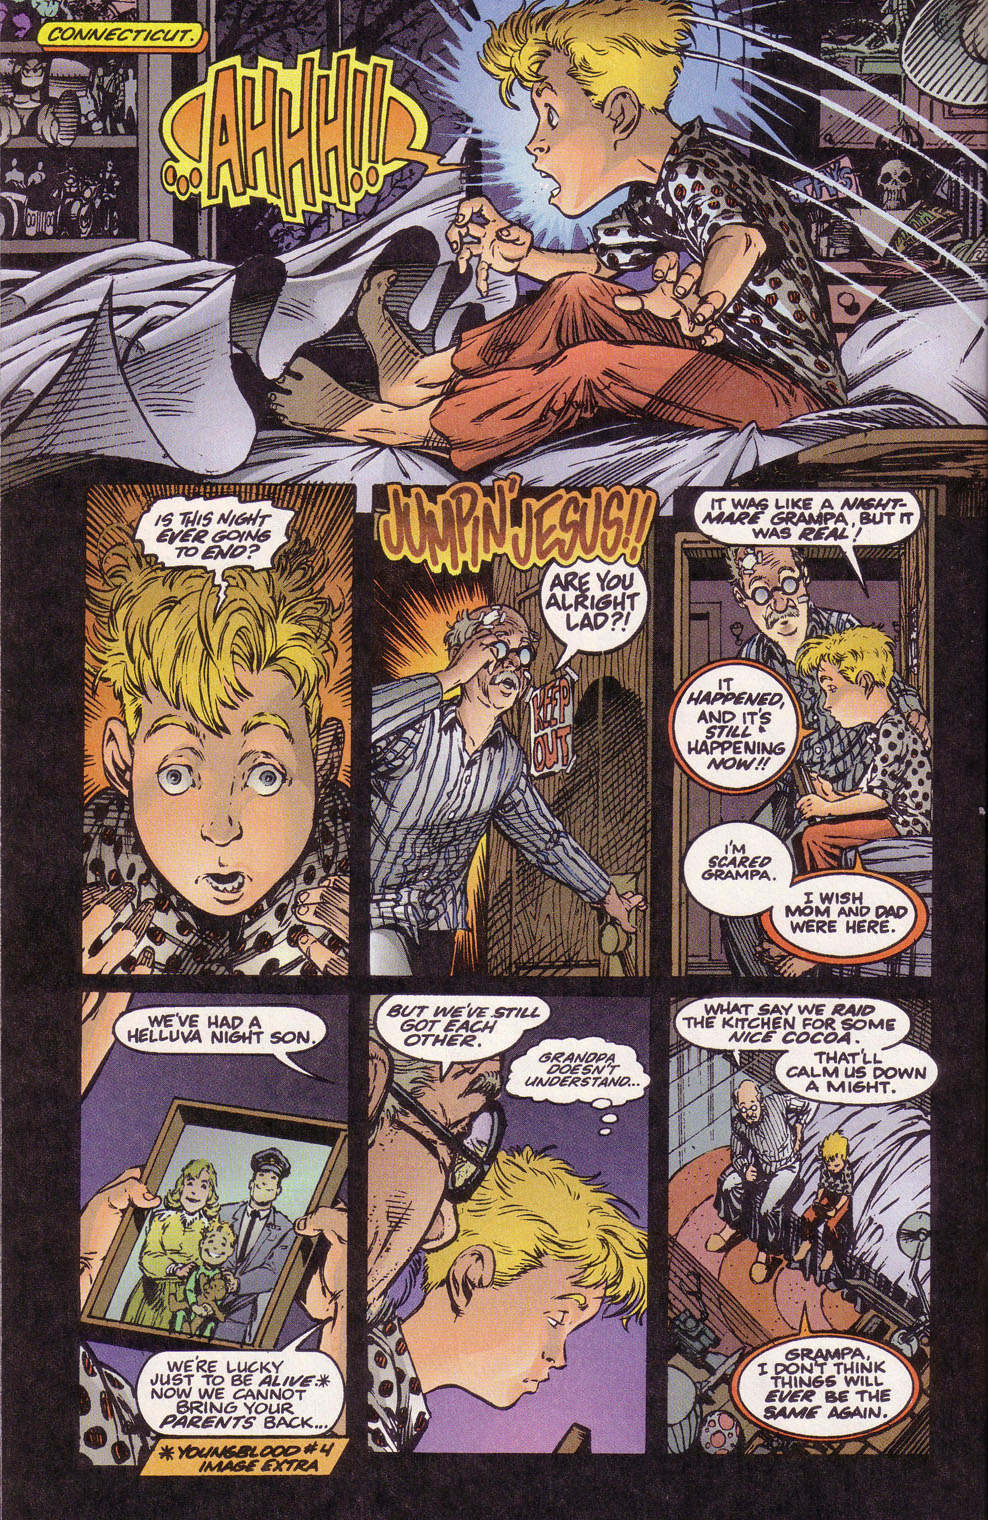 CONNECTICUT.
...AHHH!!
IS THIS NIGHT
EVER GOING
TO END?
JUMPIN' JESUS!!
ARE YOU
ALRIGHT
LAD?!
KEEP
OUT
IT WAS LIKE A NIGHT-
MARE GRAMPA, BUT IT
WAS REAL!
IT
HAPPENED,
AND IT'S
STILL
HAPPENING
NOW!!
I'M
SCARED
GRAMPA.
I WISH
MOM AND DAD
WERE HERE.
WE'VE HAD A
HELLUVA NIGHT SON.
WE'RE LUCKY
JUST TO BE ALIVE.*
NOW WE CANNOT
BRING YOUR
PARENTS BACK...
*YOUNGBLOOD #4
IMAGE EXTRA
BUT WE'VE STILL
GOT EACH
OTHER.
GRANDPA
DOESN'T
UNDERSTAND...
WHAT SAY WE RAID
THE KITCHEN FOR SOME
NICE COCOA.
THAT'LL
CALM US DOWN
A MIGHT.
GRAMPA,
I DON'T THINK
THINGS WILL
EVER BE THE
SAME AGAIN.